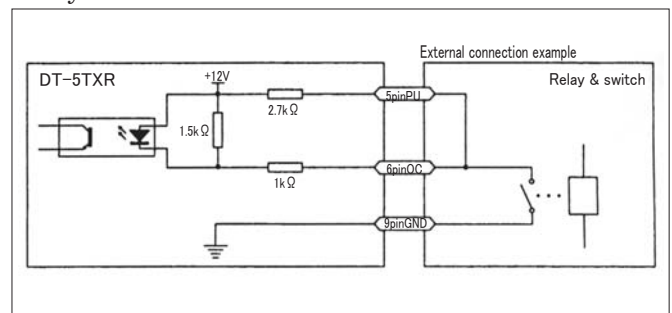 External connection example
DT-5TXR
+12V
Relay & switch
5pinPU
2.7kΩ
1.5kΩ
6pinOC
1kΩ
9pinGND